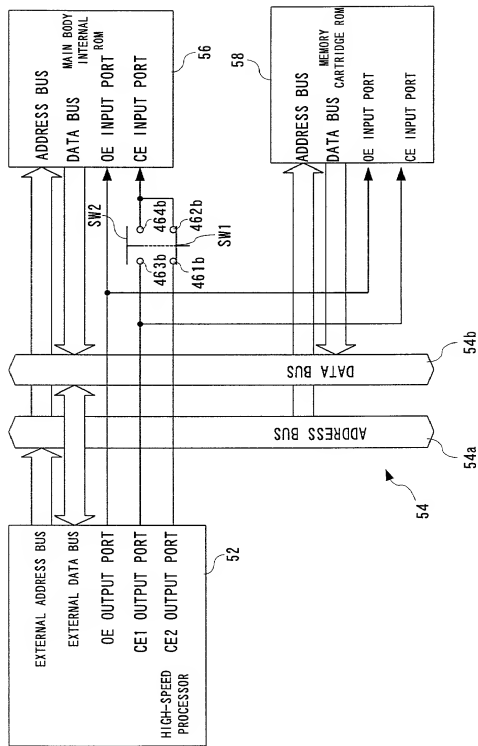 EXTERNAL ADDRESS BUS
EXTERNAL DATA BUS
OE OUTPUT PORT
CE1 OUTPUT PORT
CE2 OUTPUT PORT
HIGH-SPEED
PROCESSOR
52
ADDRESS BUS
54a
DATA BUS
54b
54
SW2
463b
464b
461b
462b
SW1
ADDRESS BUS
DATA BUS
MAIN BODY
INTERNAL
ROM
OE INPUT PORT
CE INPUT PORT
56
58
ADDRESS BUS
DATA BUS
MEMORY
CARTRIDGE ROM
OE INPUT PORT
CE INPUT PORT